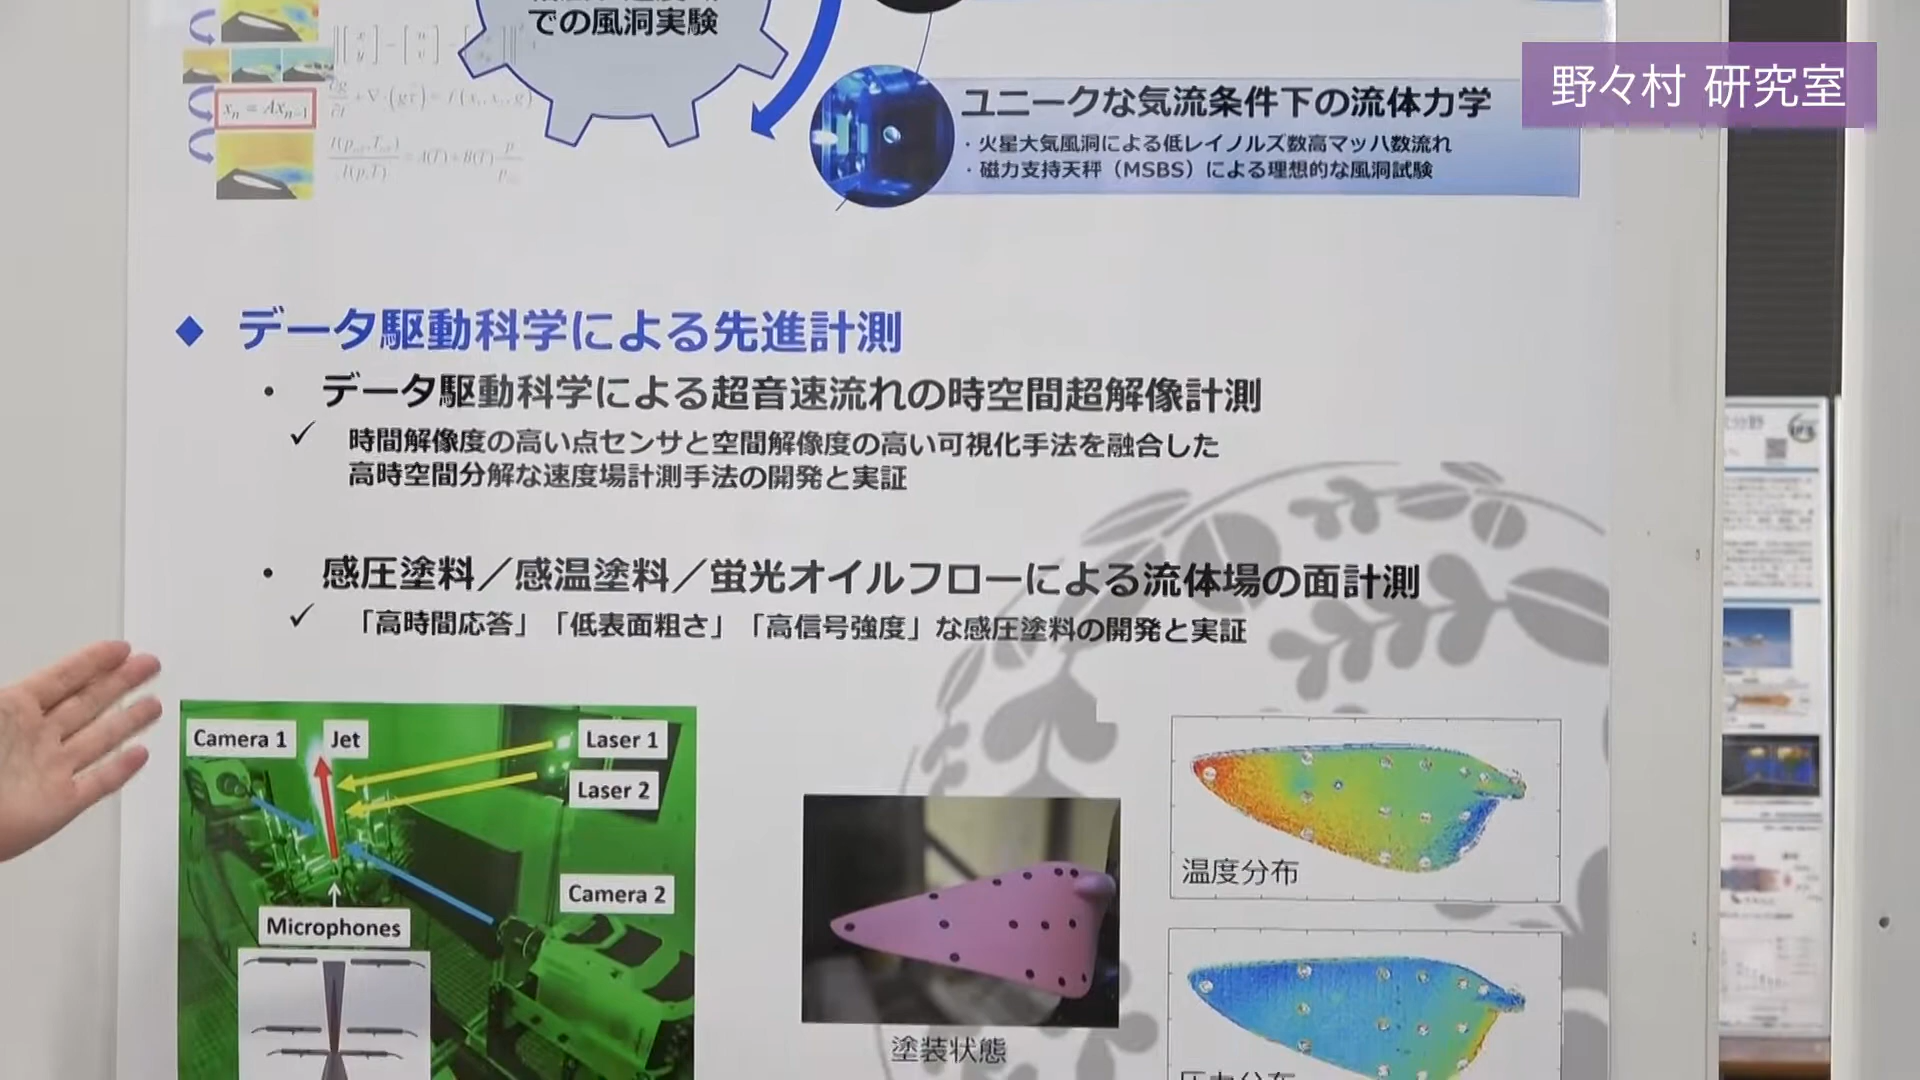 での風洞実験
野々村 研究室
ユニークな気流条件下の流体力学
・火星大気風洞による低レイノルズ数高マッハ数流れ
・磁力支持天秤（MSBS）による理想的な風洞試験
xn = Axn-1
◆ データ駆動科学による先進計測
• データ駆動科学による超音速流れの時空間超解像計測
✓ 時間解像度の高い点センサと空間解像度の高い可視化手法を融合した
高時空間分解な速度場計測手法の開発と実証
• 感圧塗料／感温塗料／蛍光オイルフローによる流体場の面計測
✓ 「高時間応答」「低表面粗さ」「高信号強度」な感圧塗料の開発と実証
Camera 1
Jet
Laser 1
Laser 2
Camera 2
Microphones
温度分布
塗装状態